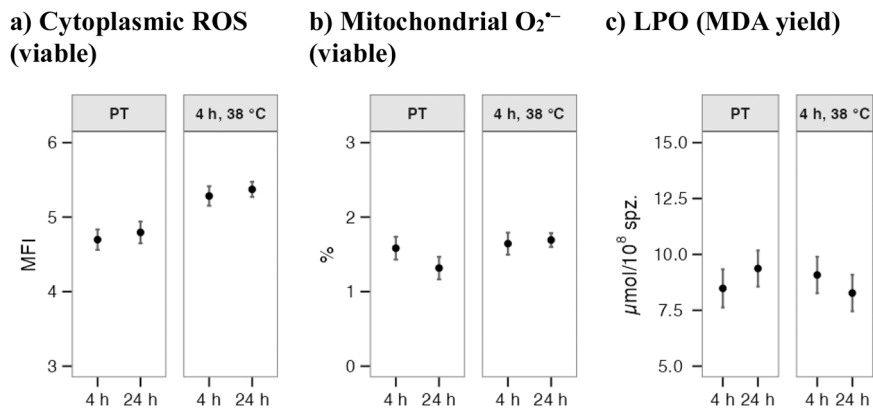 a) Cytoplasmic ROS
(viable)
b) Mitochondrial O₂•–
(viable)
c) LPO (MDA yield)
PT
4 h, 38 °C
6
5
4
3
MFI
4 h
24 h
4 h
24 h
PT
4 h, 38 °C
3
2
1
0
%
4 h
24 h
4 h
24 h
PT
4 h, 38 °C
15.0
12.5
10.0
7.5
5.0
μmol/10⁸ spz.
4 h
24 h
4 h
24 h